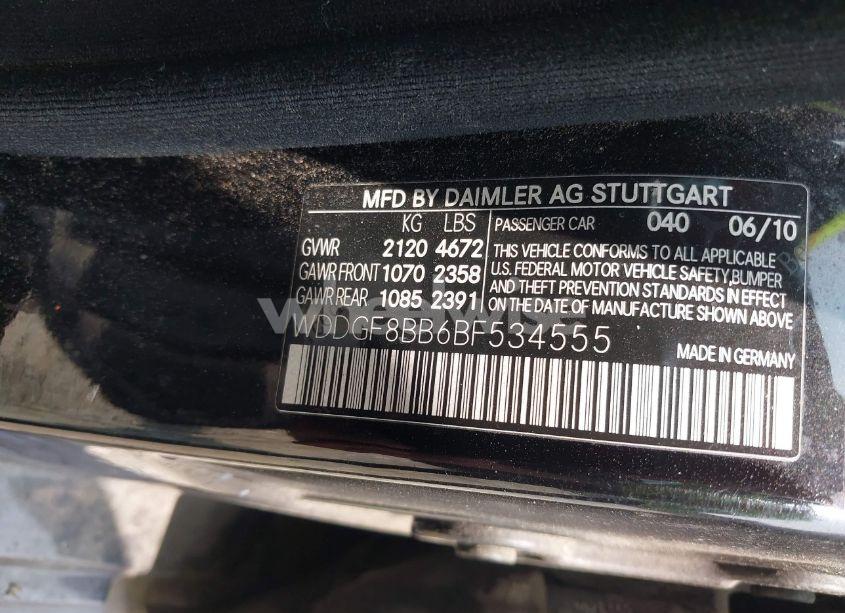 MFD BY DAIMLER AG STUTTGART
KG LBS PASSENGER CAR 040 06/10
GVWR 2120 4672 THIS VEHICLE CONFORMS TO ALL APPLICABLE
GAWR FRONT 1070 2358 U.S. FEDERAL MOTOR VEHICLE SAFETY, BUMPER
GAWR REAR 1085 2391 AND THEFT PREVENTION STANDARDS IN EFFECT
ON THE DATE OF MANUFACTURE SHOWN ABOVE
wheelwise
WDDGF8BB6BF534555
MADE IN GERMANY